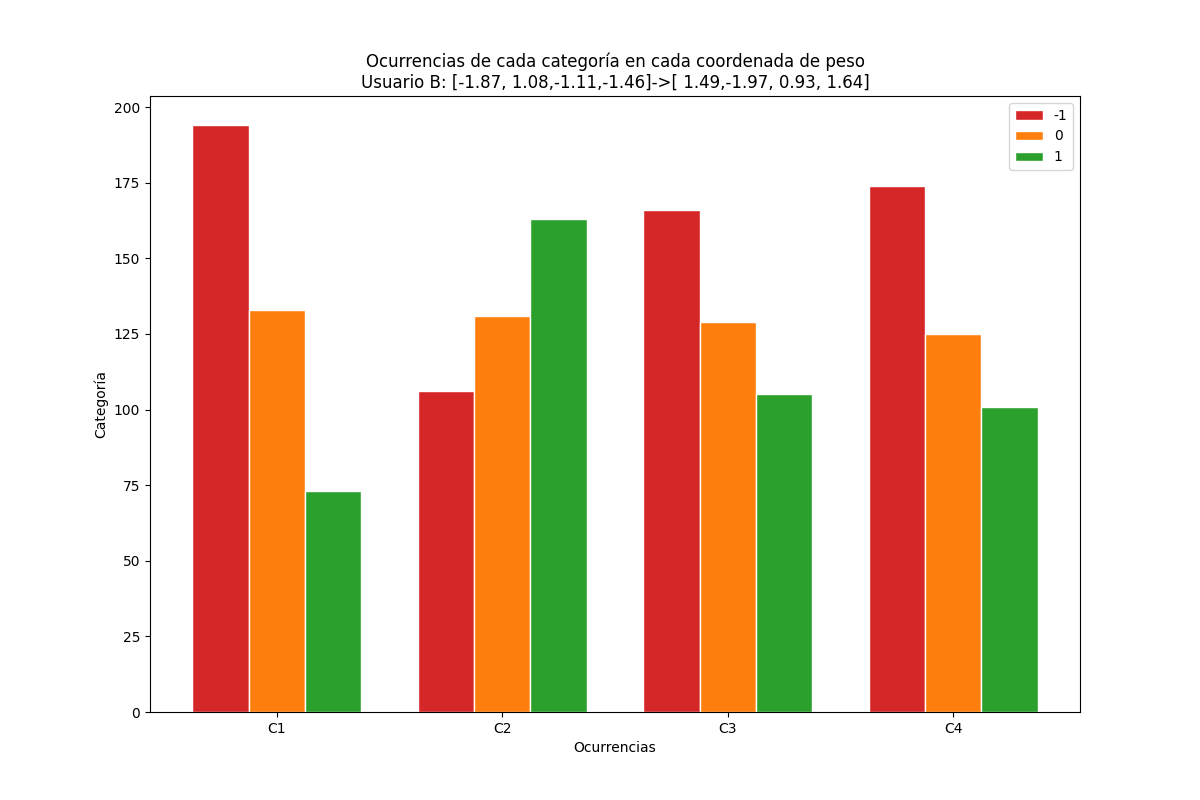 Ocurrencias de cada categoría en cada coordenada de peso
Usuario B: [-1.87, 1.08,-1.11,-1.46]->[ 1.49,-1.97, 0.93, 1.64]
-1
0
1
200
175
150
125
100
75
50
25
0
Categoría
C1 C2 C3 C4
Ocurrencias